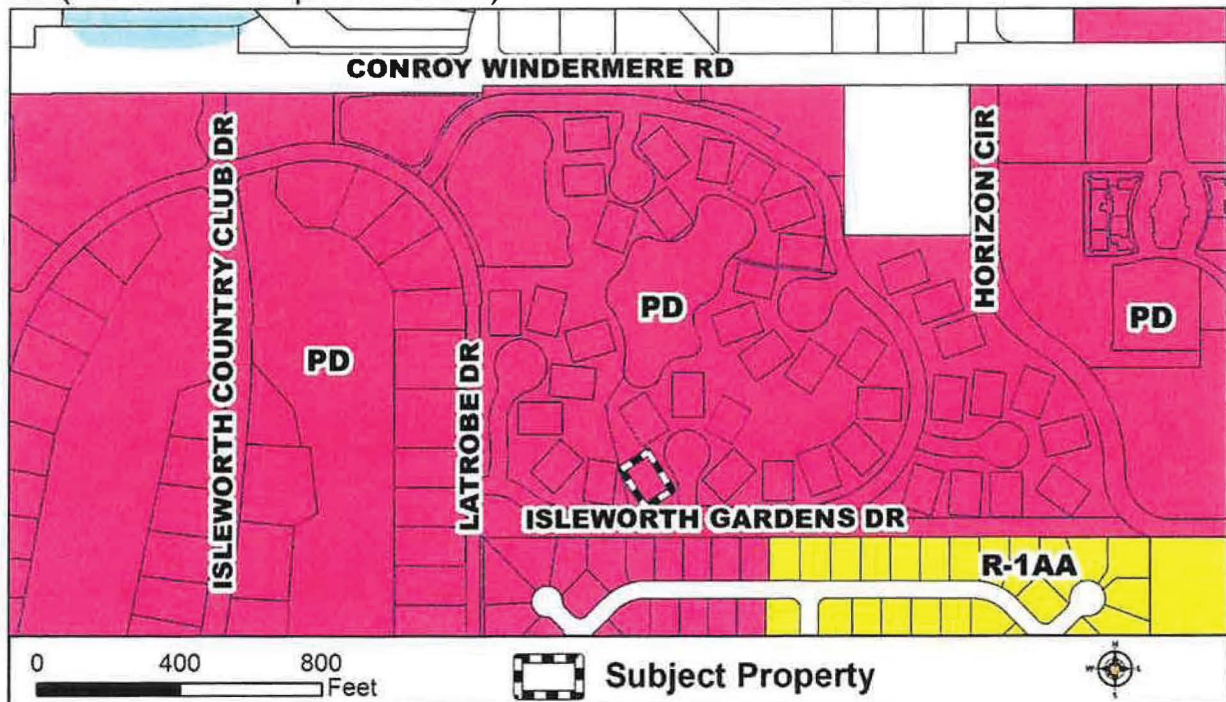 CONROY WINDERMERE RD
ISLEWORTH COUNTRY CLUB DR
HORIZON CIR
PD
PD
PD
LATROBE DR
ISLEWORTH GARDENS DR
R-1AA
0 400 800
Feet
Subject Property
N
W E
S